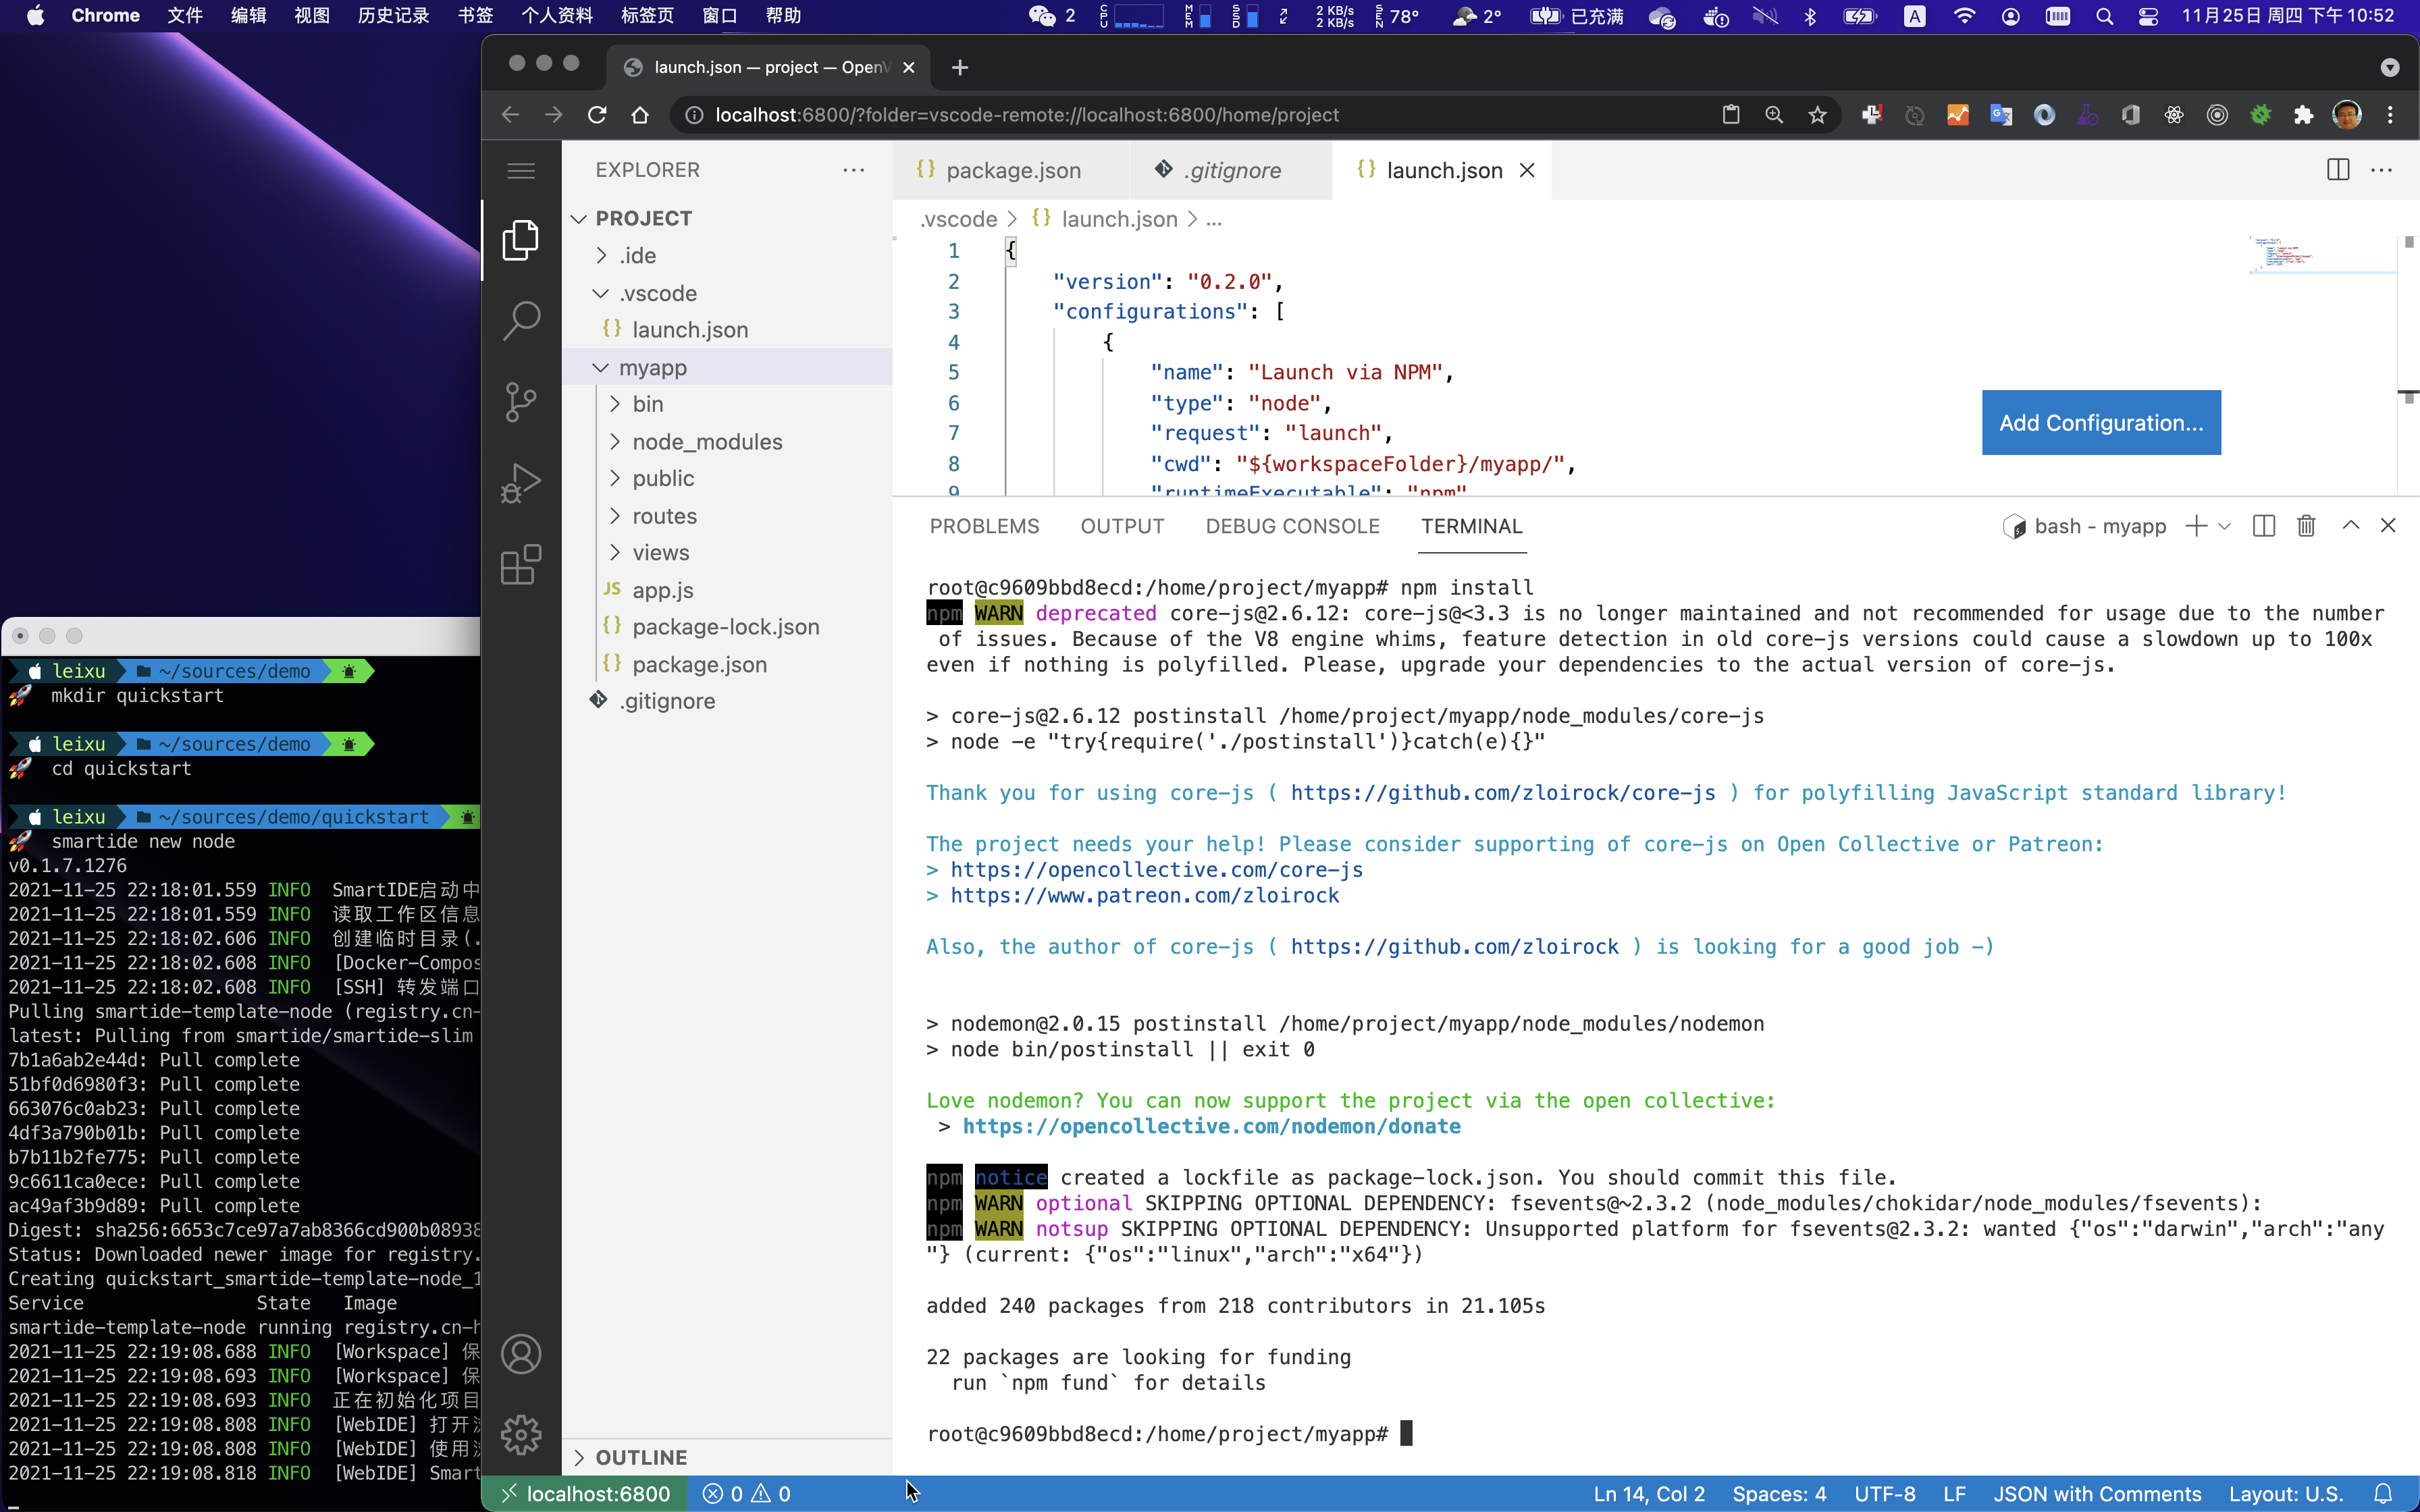 Chrome 文件 编辑 视图 历史记录 书签 个人资料 标签页 窗口 帮助
2 CPU MEM SSD 2 KB/s 2 KB/s SEN 78° 2° 已充满 A 11月25日 周四 下午 10:52
launch.json — project — OpenV
localhost:6800/?folder=vscode-remote://localhost:6800/home/project
EXPLORER
PROJECT
.ide
.vscode
launch.json
myapp
bin
node_modules
public
routes
views
JS app.js
package-lock.json
package.json
.gitignore
OUTLINE
package.json .gitignore launch.json
.vscode > {} launch.json > ...
1 {
2 "version": "0.2.0",
3 "configurations": [
4 {
5 "name": "Launch via NPM",
6 "type": "node",
7 "request": "launch",
8 "cwd": "${workspaceFolder}/myapp/",
9 "runtimeExecutable": "npm"
Add Configuration...
PROBLEMS OUTPUT DEBUG CONSOLE TERMINAL bash - myapp
root@c9609bbd8ecd:/home/project/myapp# npm install
npm WARN deprecated core-js@2.6.12: core-js@<3.3 is no longer maintained and not recommended for usage due to the number
of issues. Because of the V8 engine whims, feature detection in old core-js versions could cause a slowdown up to 100x
even if nothing is polyfilled. Please, upgrade your dependencies to the actual version of core-js.
> core-js@2.6.12 postinstall /home/project/myapp/node_modules/core-js
> node -e "try{require('./postinstall')}catch(e){}"
Thank you for using core-js ( https://github.com/zloirock/core-js ) for polyfilling JavaScript standard library!
The project needs your help! Please consider supporting of core-js on Open Collective or Patreon:
> https://opencollective.com/core-js
> https://www.patreon.com/zloirock
Also, the author of core-js ( https://github.com/zloirock ) is looking for a good job -)
> nodemon@2.0.15 postinstall /home/project/myapp/node_modules/nodemon
> node bin/postinstall || exit 0
Love nodemon? You can now support the project via the open collective:
> https://opencollective.com/nodemon/donate
npm notice created a lockfile as package-lock.json. You should commit this file.
npm WARN optional SKIPPING OPTIONAL DEPENDENCY: fsevents@~2.3.2 (node_modules/chokidar/node_modules/fsevents):
npm WARN notsup SKIPPING OPTIONAL DEPENDENCY: Unsupported platform for fsevents@2.3.2: wanted {"os":"darwin","arch":"any
"} (current: {"os":"linux","arch":"x64"})
added 240 packages from 218 contributors in 21.105s
22 packages are looking for funding
run `npm fund` for details
root@c9609bbd8ecd:/home/project/myapp#
localhost:6800 0 0 Ln 14, Col 2 Spaces: 4 UTF-8 LF JSON with Comments Layout: U.S.
leixu ~/sources/demo
mkdir quickstart
leixu ~/sources/demo
cd quickstart
leixu ~/sources/demo/quickstart
smartide new node
v0.1.7.1276
2021-11-25 22:18:01.559 INFO SmartIDE启动中
2021-11-25 22:18:01.559 INFO 读取工作区信息
2021-11-25 22:18:02.606 INFO 创建临时目录(.
2021-11-25 22:18:02.608 INFO [Docker-Compos
2021-11-25 22:18:02.608 INFO [SSH] 转发端口
Pulling smartide-template-node (registry.cn-
latest: Pulling from smartide/smartide-slim
7b1a6ab2e44d: Pull complete
51bf0d6980f3: Pull complete
663076c0ab23: Pull complete
4df3a790b01b: Pull complete
b7b11b2fe775: Pull complete
9c6611ca0ece: Pull complete
ac49af3b9d89: Pull complete
Digest: sha256:6653c7ce97a7ab8366cd900b08938
Status: Downloaded newer image for registry.
Creating quickstart_smartide-template-node_1
Service State Image
smartide-template-node running registry.cn-h
2021-11-25 22:19:08.688 INFO [Workspace] 保
2021-11-25 22:19:08.693 INFO [Workspace] 保
2021-11-25 22:19:08.693 INFO 正在初始化项目
2021-11-25 22:19:08.808 INFO [WebIDE] 打开
2021-11-25 22:19:08.808 INFO [WebIDE] 使用
2021-11-25 22:19:08.818 INFO [WebIDE] Smart